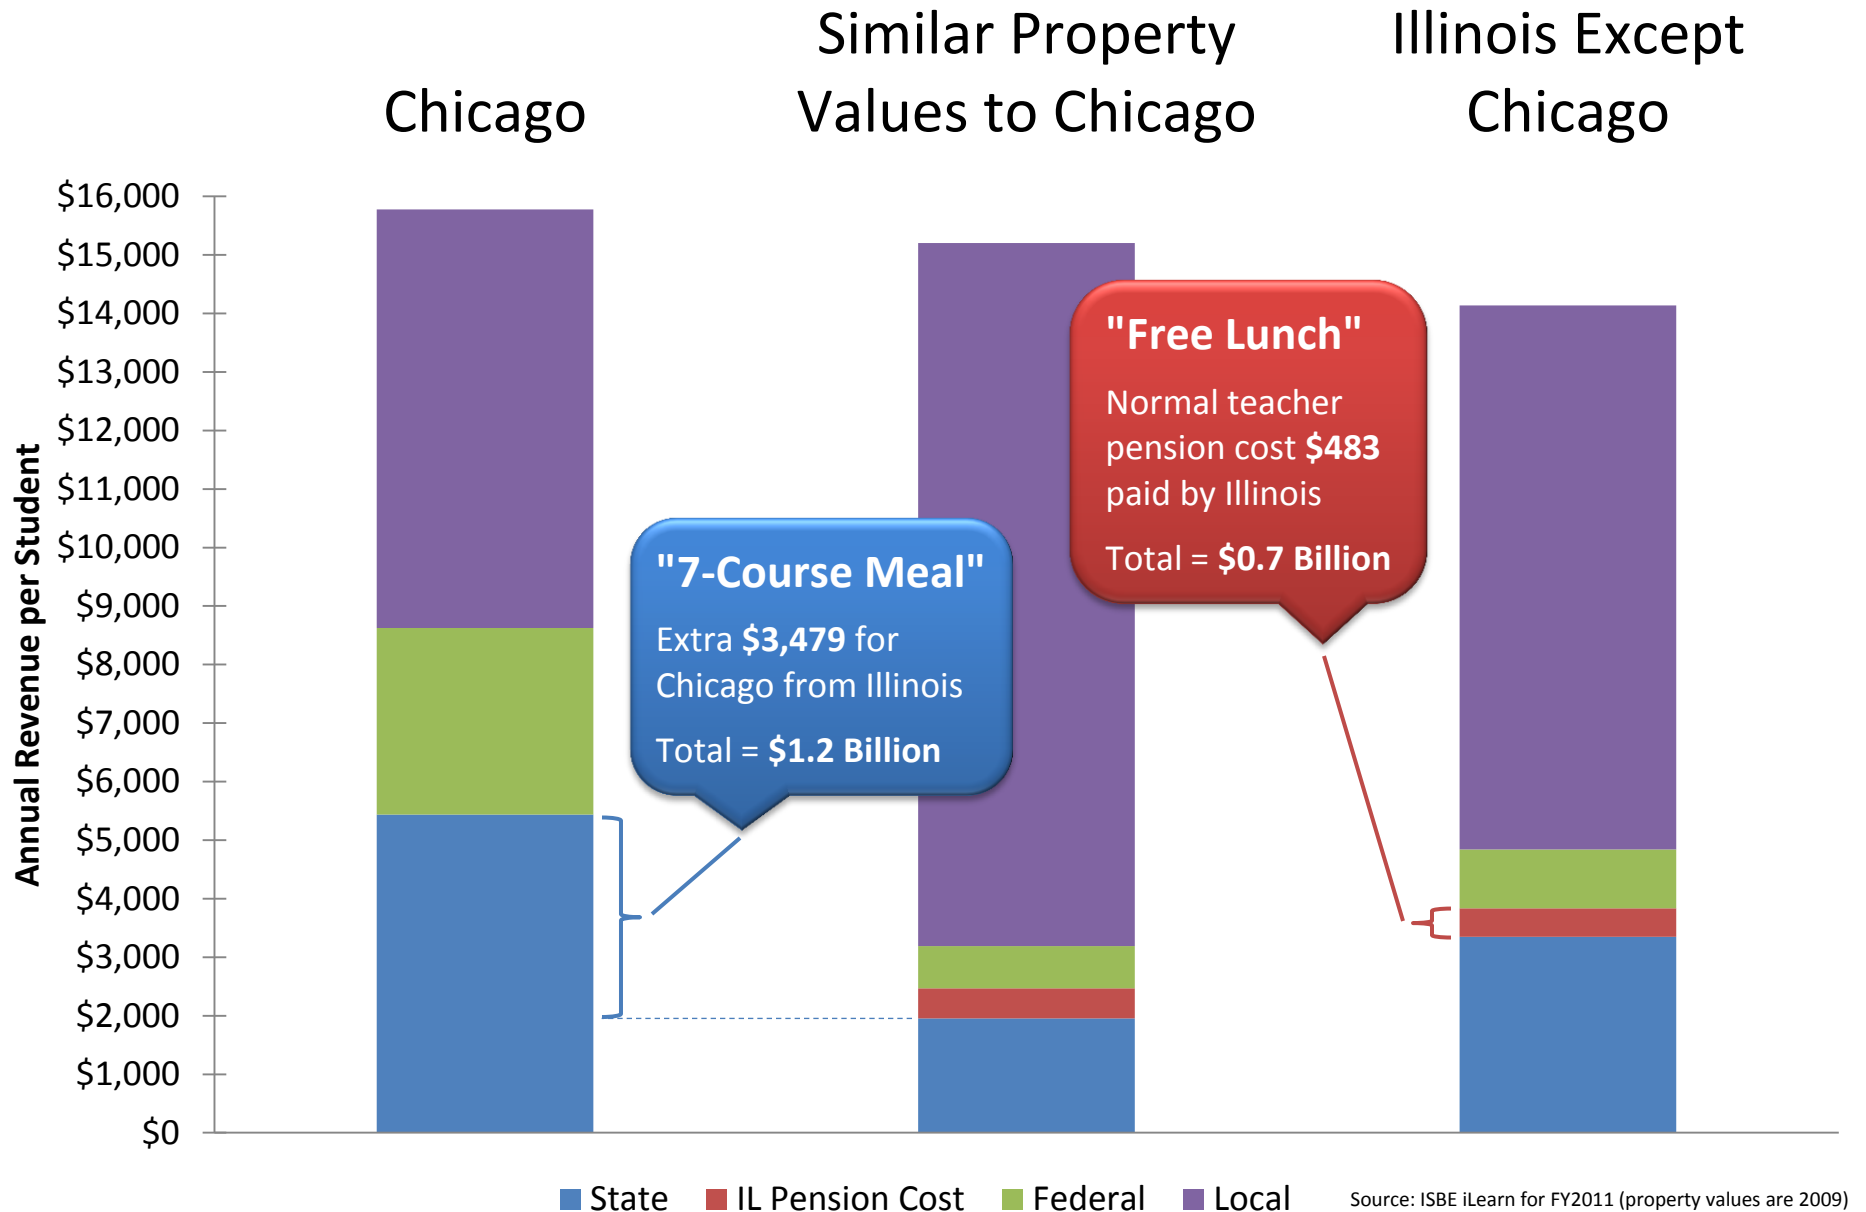 Chicago
Similar Property
Values to Chicago
Illinois Except
Chicago
Annual Revenue per Student
$16,000
$15,000
$14,000
$13,000
$12,000
$11,000
$10,000
$9,000
$8,000
$7,000
$6,000
$5,000
$4,000
$3,000
$2,000
$1,000
$0
"7-Course Meal"
Extra $3,479 for
Chicago from Illinois
Total = $1.2 Billion
"Free Lunch"
Normal teacher
pension cost $483
paid by Illinois
Total = $0.7 Billion
State
IL Pension Cost
Federal
Local
Source: ISBE iLearn for FY2011 (property values are 2009)